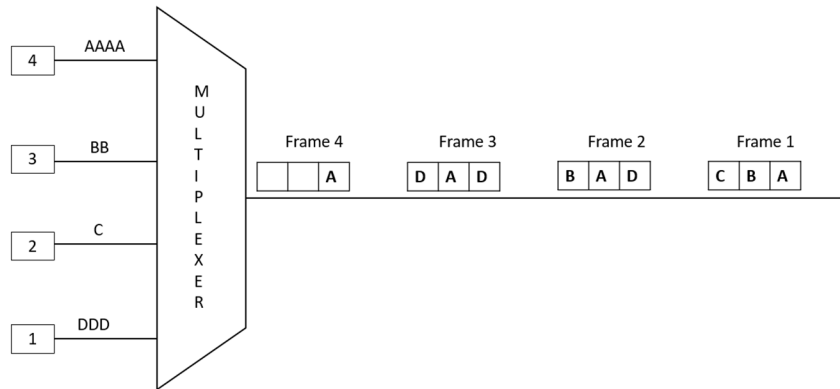 4 AAAA
3 BB
2 C
1 DDD
MULTIPLEXER
Frame 4 Frame 3 Frame 2 Frame 1
A D A D B A D C B A